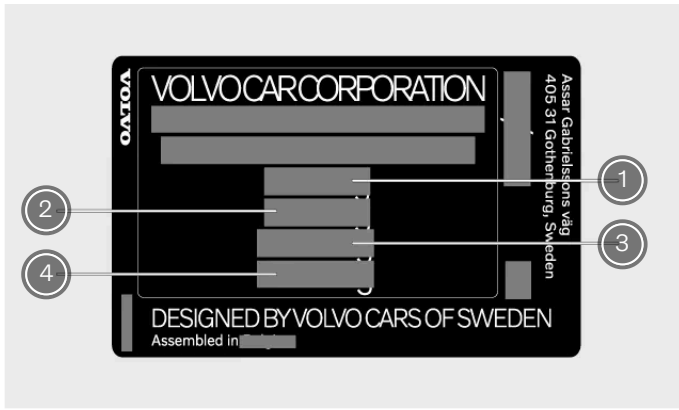 VOLVO
VOLVO CAR CORPORATION
1
2
3
4
Assar Gabrielssons väg
405 31 Gothenburg, Sweden
DESIGNED BY VOLVO CARS OF SWEDEN
Assembled in